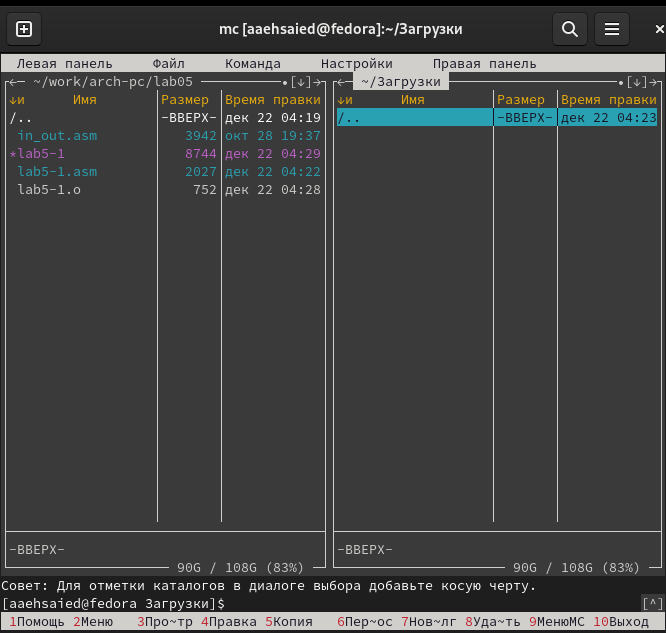 mc [aaehsaied@fedora]:~/Загрузки
Левая панель Файл Команда Настройки Правая панель
~/work/arch-pc/lab05 [↓] ~/Загрузки [↓]
↓и Имя Размер Время правки ↓и Имя Размер Время правки
/.. -ВВЕРХ- дек 22 04:19 /.. -ВВЕРХ- дек 22 04:23
in_out.asm 3942 окт 28 19:37
*lab5-1 8744 дек 22 04:29
lab5-1.asm 2027 дек 22 04:22
lab5-1.o 752 дек 22 04:28
-ВВЕРХ- -ВВЕРХ-
90G / 108G (83%) 90G / 108G (83%)
Совет: Для отметки каталогов в диалоге выбора добавьте косую черту.
[aaehsaied@fedora Загрузки]$ [^]
1Помощь 2Меню 3Про~тр 4Правка 5Копия 6Пер~ос 7Нов~лг 8Уда~ть 9МенюМС 10Выход